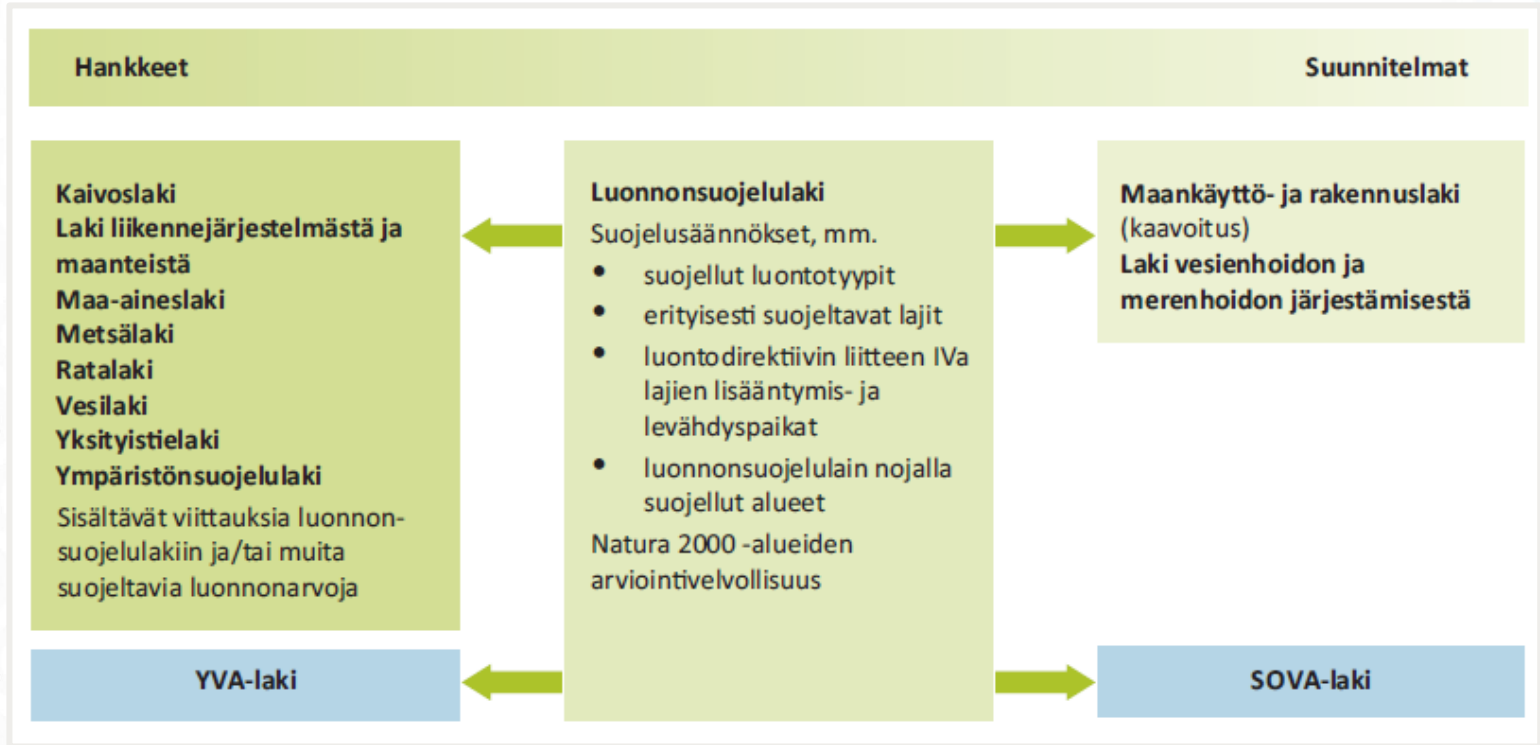 Hankkeet
Suunnitelmat
Kaivoslaki
Laki liikennejärjestelmästä ja
maanteistä
Maa-aineslaki
Metsälaki
Ratalaki
Vesilaki
Yksityistielaki
Ympäristönsuojelulaki
Sisältävät viittauksia luonnon-
suojelulakiin ja/tai muita
suojeltavia luonnonarvoja
YVA-laki
Luonnonsuojelulaki
Suojelusäännökset, mm.
• suojellut luontotyypit
• erityisesti suojeltavat lajit
• luontodirektiivin liitteen IVa
lajien lisääntymis- ja
levähdyspaikat
• luonnonsuojelulain nojalla
suojellut alueet
Natura 2000 -alueiden
arviointivelvollisuus
Maankäyttö- ja rakennuslaki
(kaavoitus)
Laki vesienhoidon ja
merenhoidon järjestämisestä
SOVA-laki